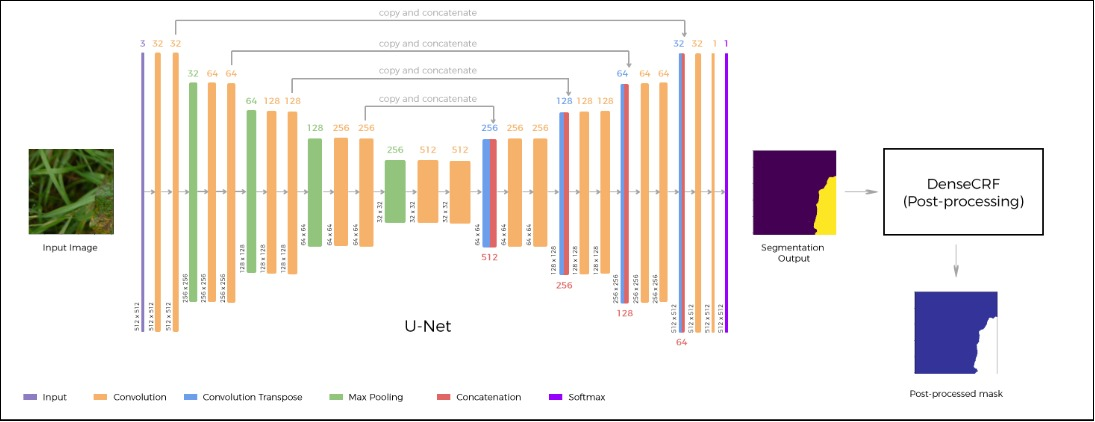 copy and concatenate
copy and concatenate
copy and concatenate
copy and concatenate
3 32 32
32 64 64
64 128 128
128 256 256
256 512 512
256 256 256
128 128 128
64 64 64
32 32 1 1
512 x 512 512 x 512 512 x 512
256 x 256 256 x 256 256 x 256
128 x 128 128 x 128 128 x 128
64 x 64 64 x 64 64 x 64
32 x 32 32 x 32 32 x 32
64 x 64 64 x 64 64 x 64
128 x 128 128 x 128 128 x 128
256 x 256 256 x 256 256 x 256
512 x 512 512 x 512 512 x 512 512 x 512
512
256
128
64
Input Image
U-Net
Segmentation
Output
DenseCRF
(Post-processing)
Post-processed mask
Input Convolution Convolution Transpose Max Pooling Concatenation Softmax